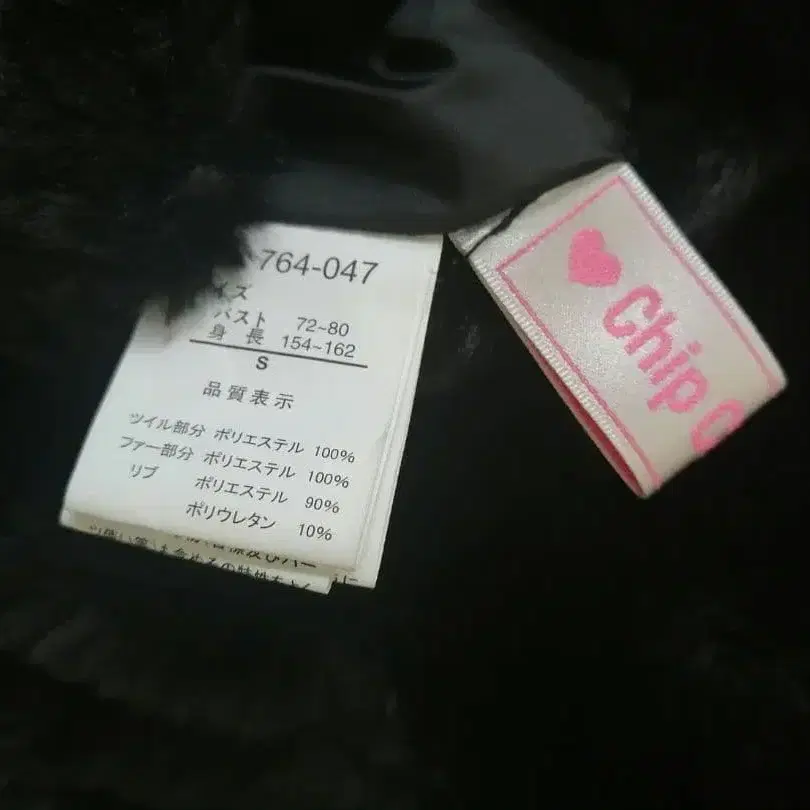 764-047
イズ
バスト 72~80
身 長 154~162
S
品質表示
ツイル部分 ポリエステル 100%
ファー部分 ポリエステル 100%
リブ ポリエステル 90%
ポリウレタン 10%
Chip